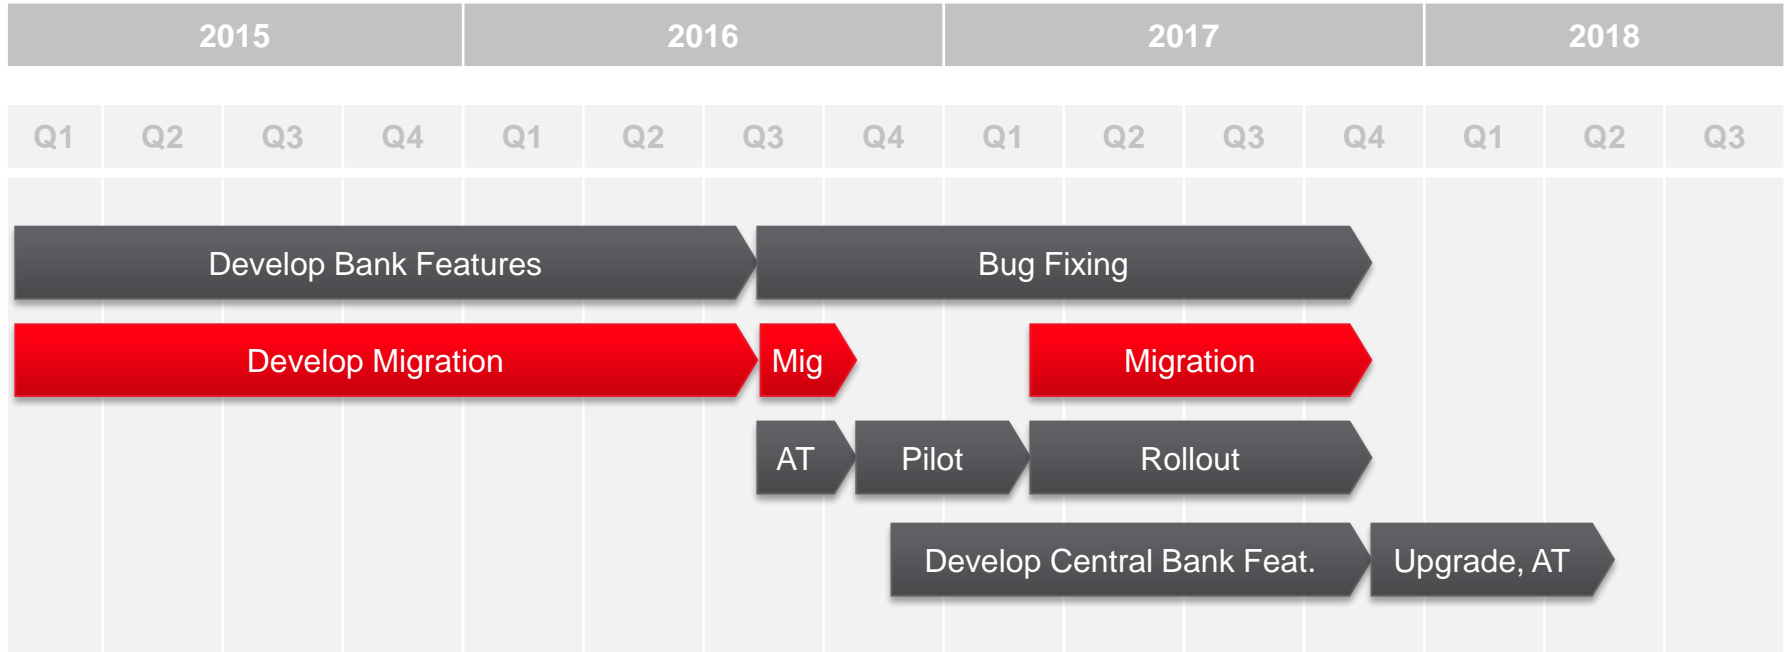 2015 2016 2017 2018
Q1 Q2 Q3 Q4 Q1 Q2 Q3 Q4 Q1 Q2 Q3 Q4 Q1 Q2 Q3
Develop Bank Features Bug Fixing
Develop Migration Mig Migration
AT Pilot Rollout
Develop Central Bank Feat. Upgrade, AT